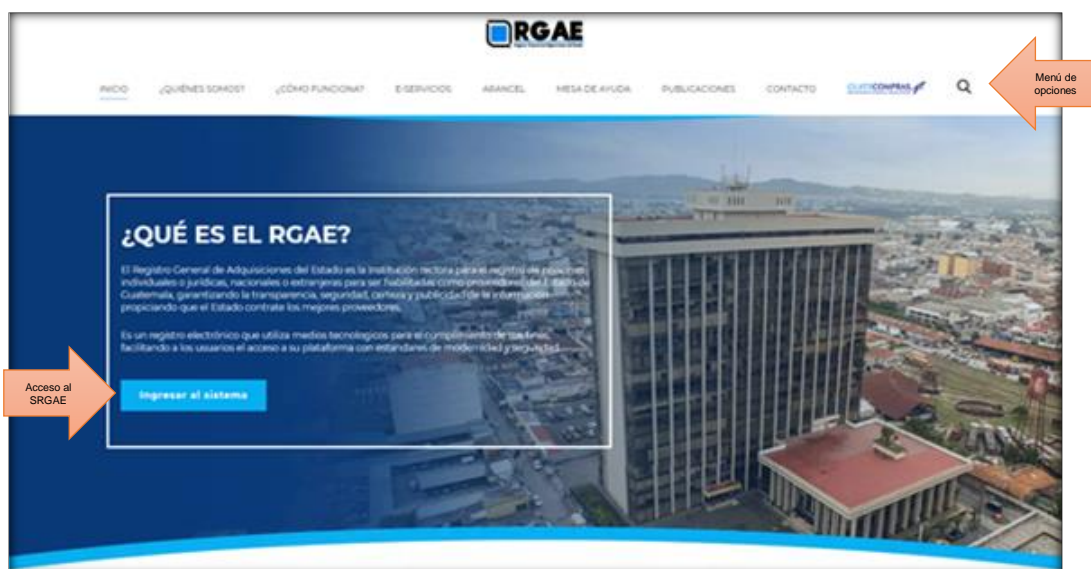 RGAE
Menú de
opciones
INICIO ¿QUIÉNES SOMOS? ¿CÓMO FUNCIONA? E-SERVICIOS ARANCEL MESA DE AYUDA PUBLICACIONES CONTACTO GUATECOMPRAS
¿QUÉ ES EL RGAE?
El Registro General de Adquisiciones del Estado es la institución rectora para el registro de personas
individuales o jurídicas, nacionales o extranjeras para ser habilitadas como proveedores del Estado de
Guatemala, garantizando la transparencia, seguridad, certeza y publicidad de la información
propiciando que el Estado contrate los mejores proveedores.
Es un registro electrónico que utiliza medios tecnologicos para el cumplimiento de sus fines,
facilitando a los usuarios el acceso a su plataforma con estándares de modernidad y seguridad.
Acceso al
SRGAE
Ingresar al sistema